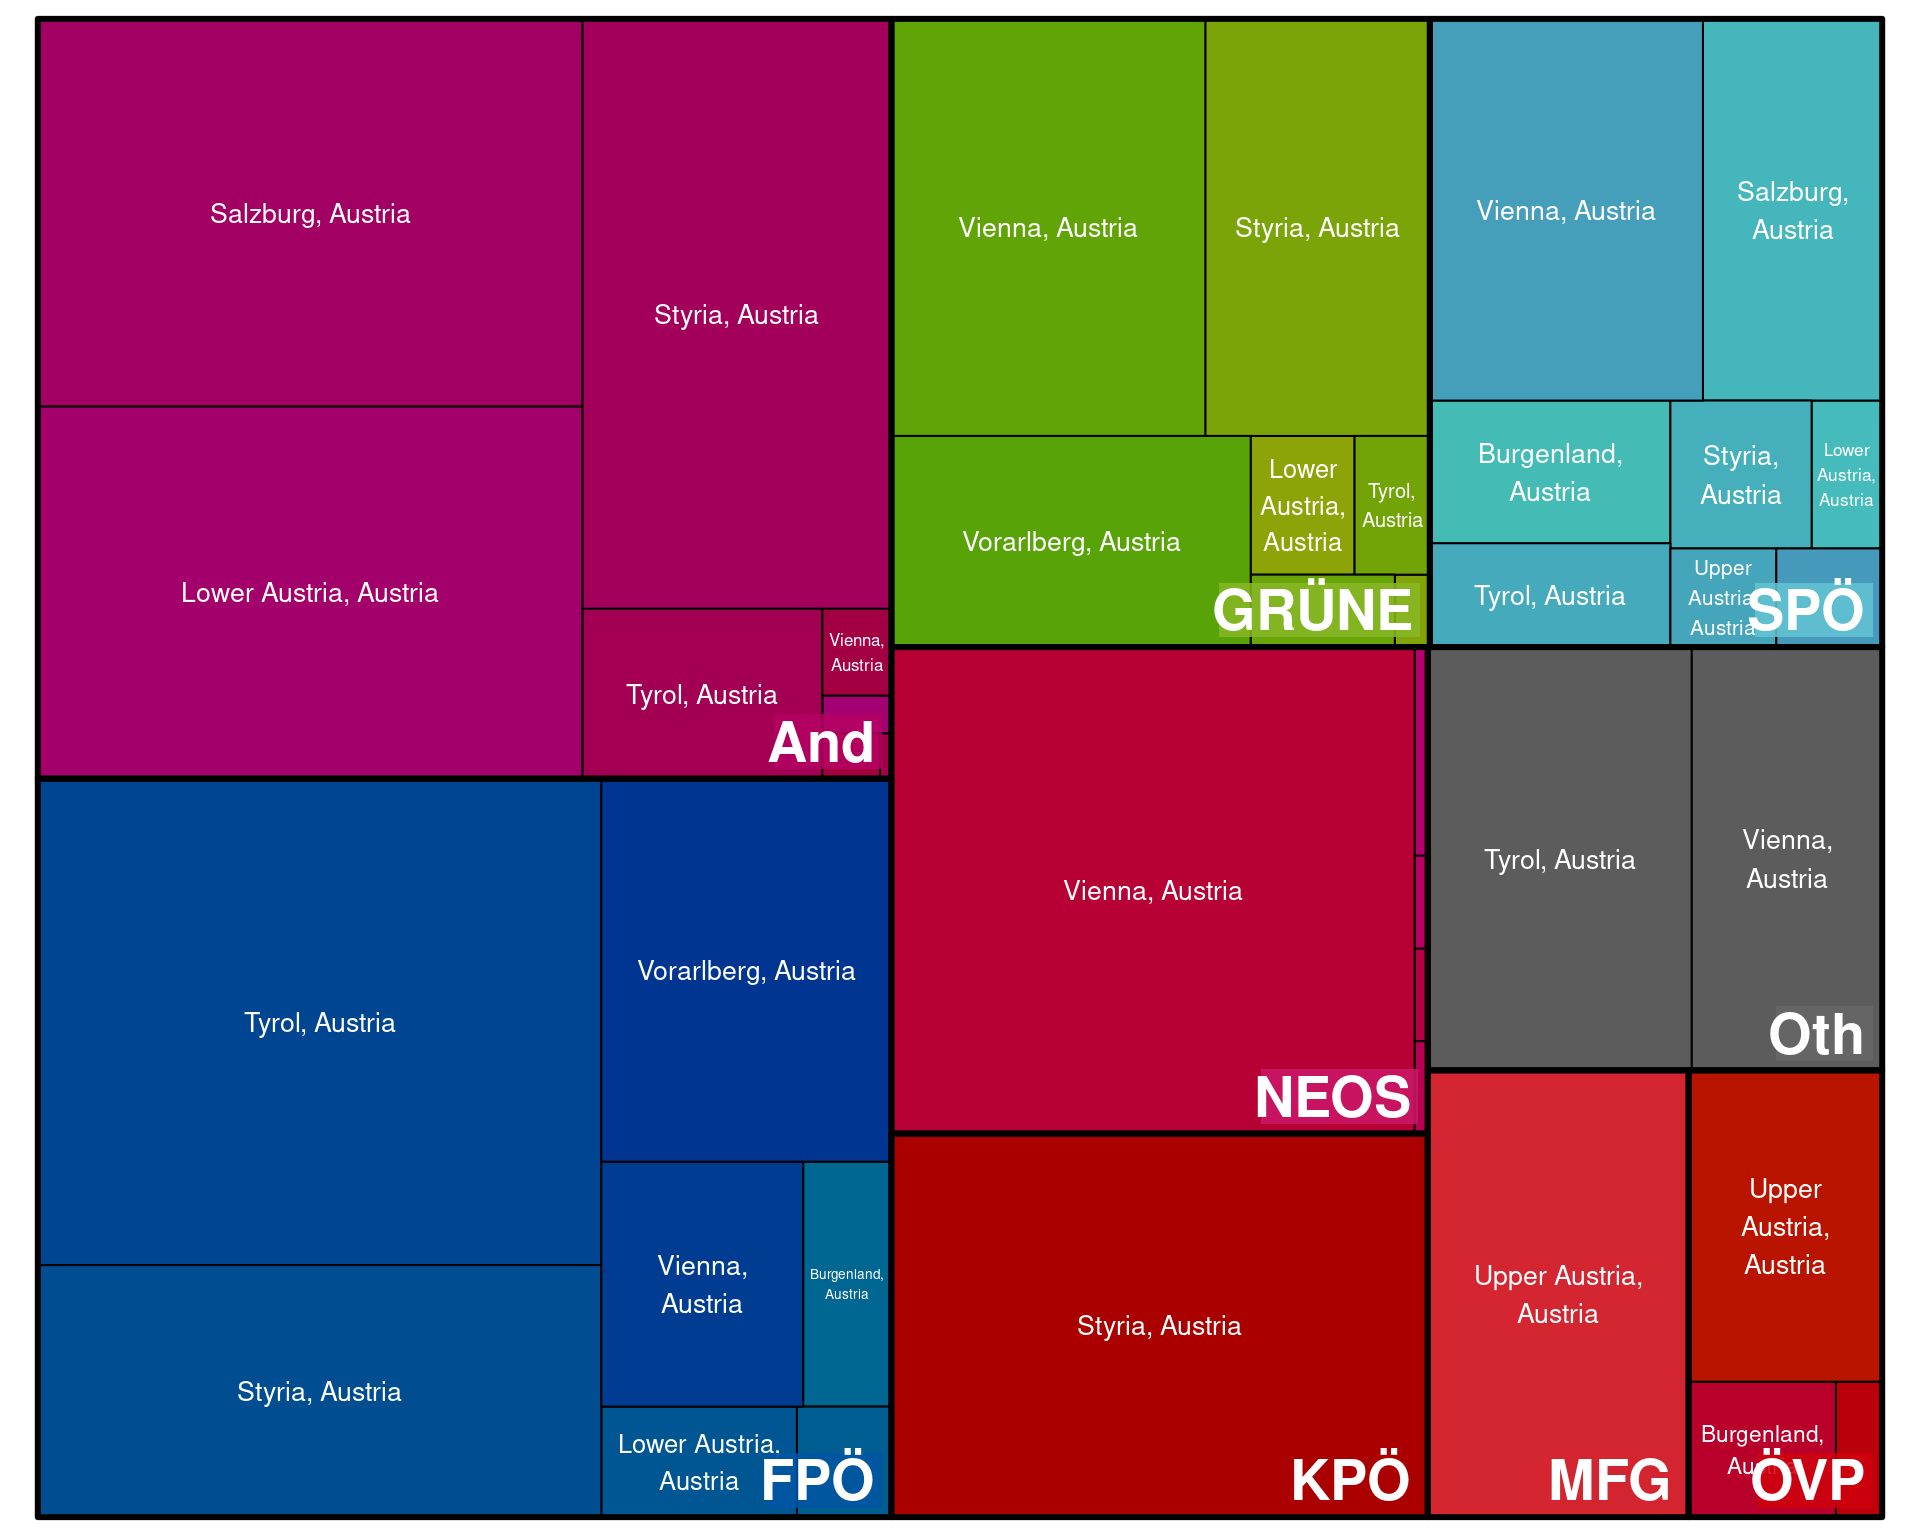 Salzburg, Austria
Lower Austria, Austria
Styria, Austria
Tyrol, Austria
Vienna,
Austria
And
Tyrol, Austria
Styria, Austria
Vorarlberg, Austria
Vienna,
Austria
Burgenland,
Austria
Lower Austria,
Austria
FPÖ
Vienna, Austria
Styria, Austria
Vorarlberg, Austria
Lower
Austria,
Austria
Tyrol,
Austria
GRÜNE
Vienna, Austria
NEOS
Styria, Austria
KPÖ
Vienna, Austria
Salzburg,
Austria
Burgenland,
Austria
Styria,
Austria
Lower
Austria,
Austria
Tyrol, Austria
Upper
Austria
Austria
SPÖ
Tyrol, Austria
Vienna,
Austria
Oth
Upper Austria,
Austria
MFG
Upper
Austria,
Austria
Burgenland,
ÖVP